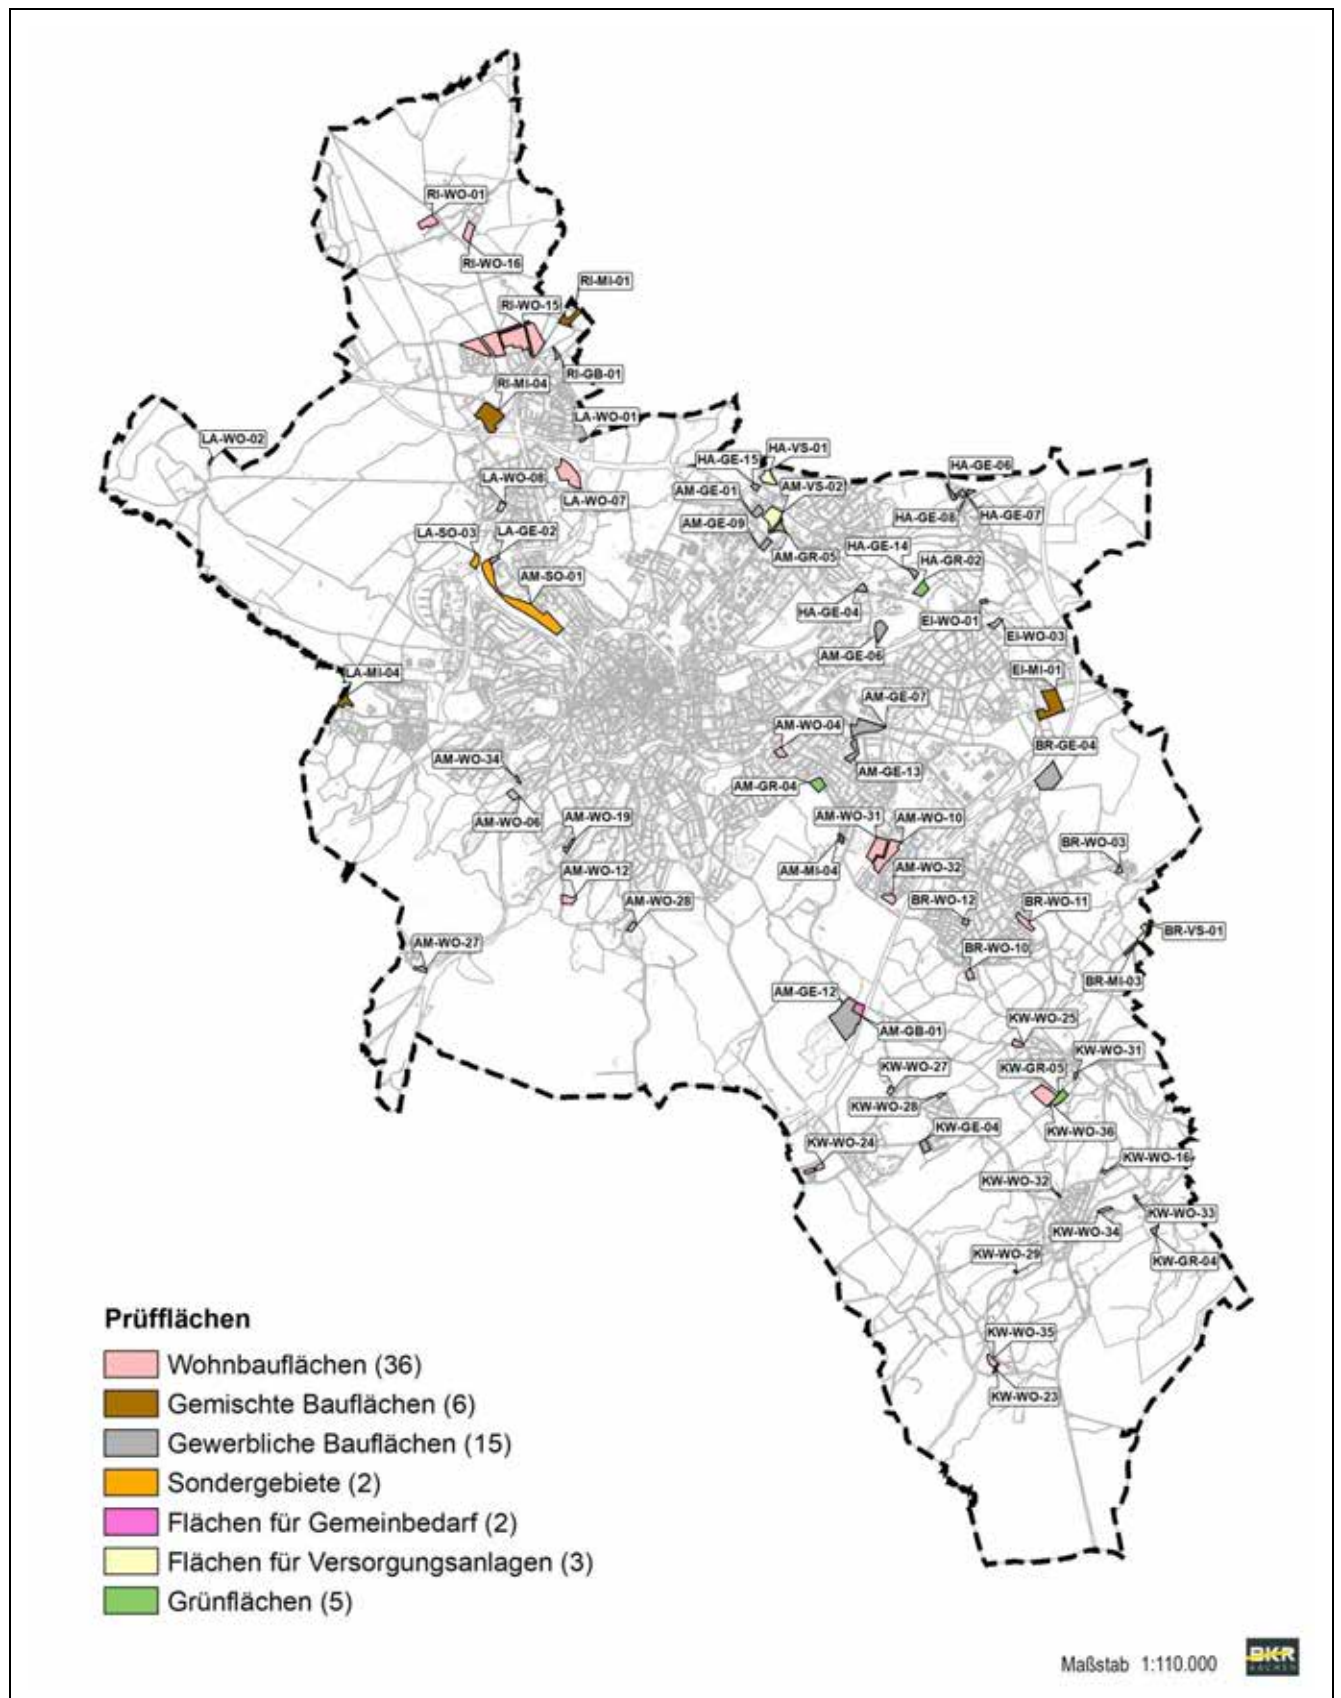 RI-WO-01
RI-WO-16
RI-MI-01
RI-WO-15
RI-GB-01
RI-MI-04
LA-WO-01
LA-WO-02
HA-VS-01
HA-GE-15
HA-GE-06
LA-WO-08
AM-VS-02
AM-GE-01
LA-WO-07
HA-GE-08
HA-GE-07
AM-GE-09
LA-SO-03
LA-GE-02
HA-GE-14
AM-GR-05
HA-GR-02
AM-SO-01
HA-GE-04
EI-WO-01
EI-WO-03
AM-GE-06
LA-MI-04
EI-MI-01
AM-GE-07
AM-WO-04
BR-GE-04
AM-WO-34
AM-GE-13
AM-GR-04
AM-WO-06
AM-WO-19
AM-WO-31
AM-WO-10
BR-WO-03
AM-MI-04
AM-WO-12
AM-WO-32
AM-WO-28
BR-WO-12
BR-WO-11
BR-VS-01
AM-WO-27
BR-WO-10
BR-MI-03
AM-GE-12
KW-WO-25
AM-GB-01
KW-WO-31
KW-WO-27
KW-GR-05
KW-WO-28
KW-GE-04
KW-WO-36
KW-WO-24
KW-WO-16
KW-WO-32
KW-WO-33
KW-WO-34
KW-WO-29
KW-GR-04
KW-WO-35
KW-WO-23
Prüfflächen
Wohnbauflächen (36)
Gemischte Bauflächen (6)
Gewerbliche Bauflächen (15)
Sondergebiete (2)
Flächen für Gemeinbedarf (2)
Flächen für Versorgungsanlagen (3)
Grünflächen (5)
Maßstab 1:110.000
BKR
AACHEN